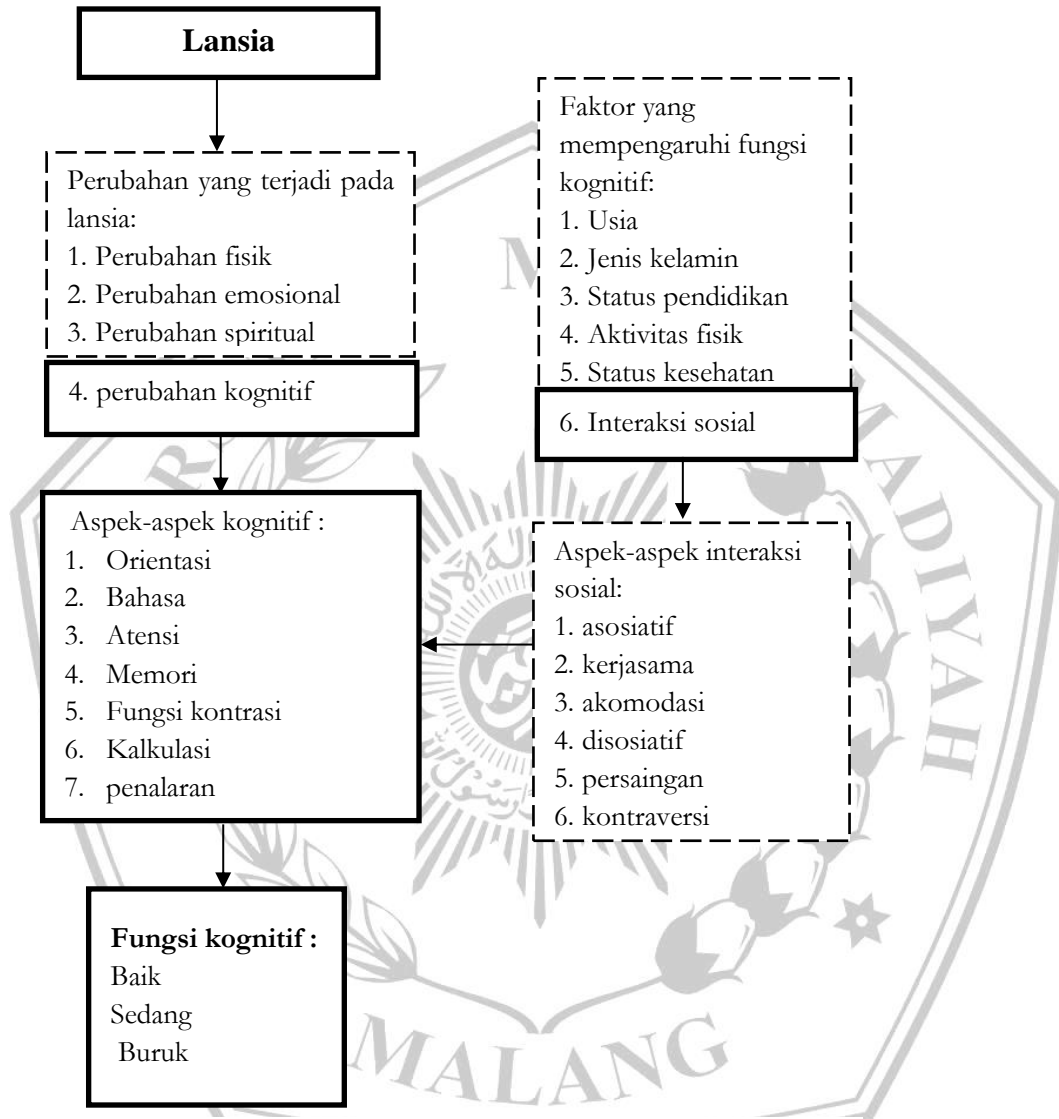 Lansia
Perubahan yang terjadi pada
lansia:
1. Perubahan fisik
2. Perubahan emosional
3. Perubahan spiritual
4. perubahan kognitif
Aspek-aspek kognitif :
1. Orientasi
2. Bahasa
3. Atensi
4. Memori
5. Fungsi kontrasi
6. Kalkulasi
7. penalaran
Fungsi kognitif :
Baik
Sedang
Buruk
Faktor yang
mempengaruhi fungsi
kognitif:
1. Usia
2. Jenis kelamin
3. Status pendidikan
4. Aktivitas fisik
5. Status kesehatan
6. Interaksi sosial
Aspek-aspek interaksi
sosial:
1. asosiatif
2. kerjasama
3. akomodasi
4. disosiatif
5. persaingan
6. kontraversi
MALANG